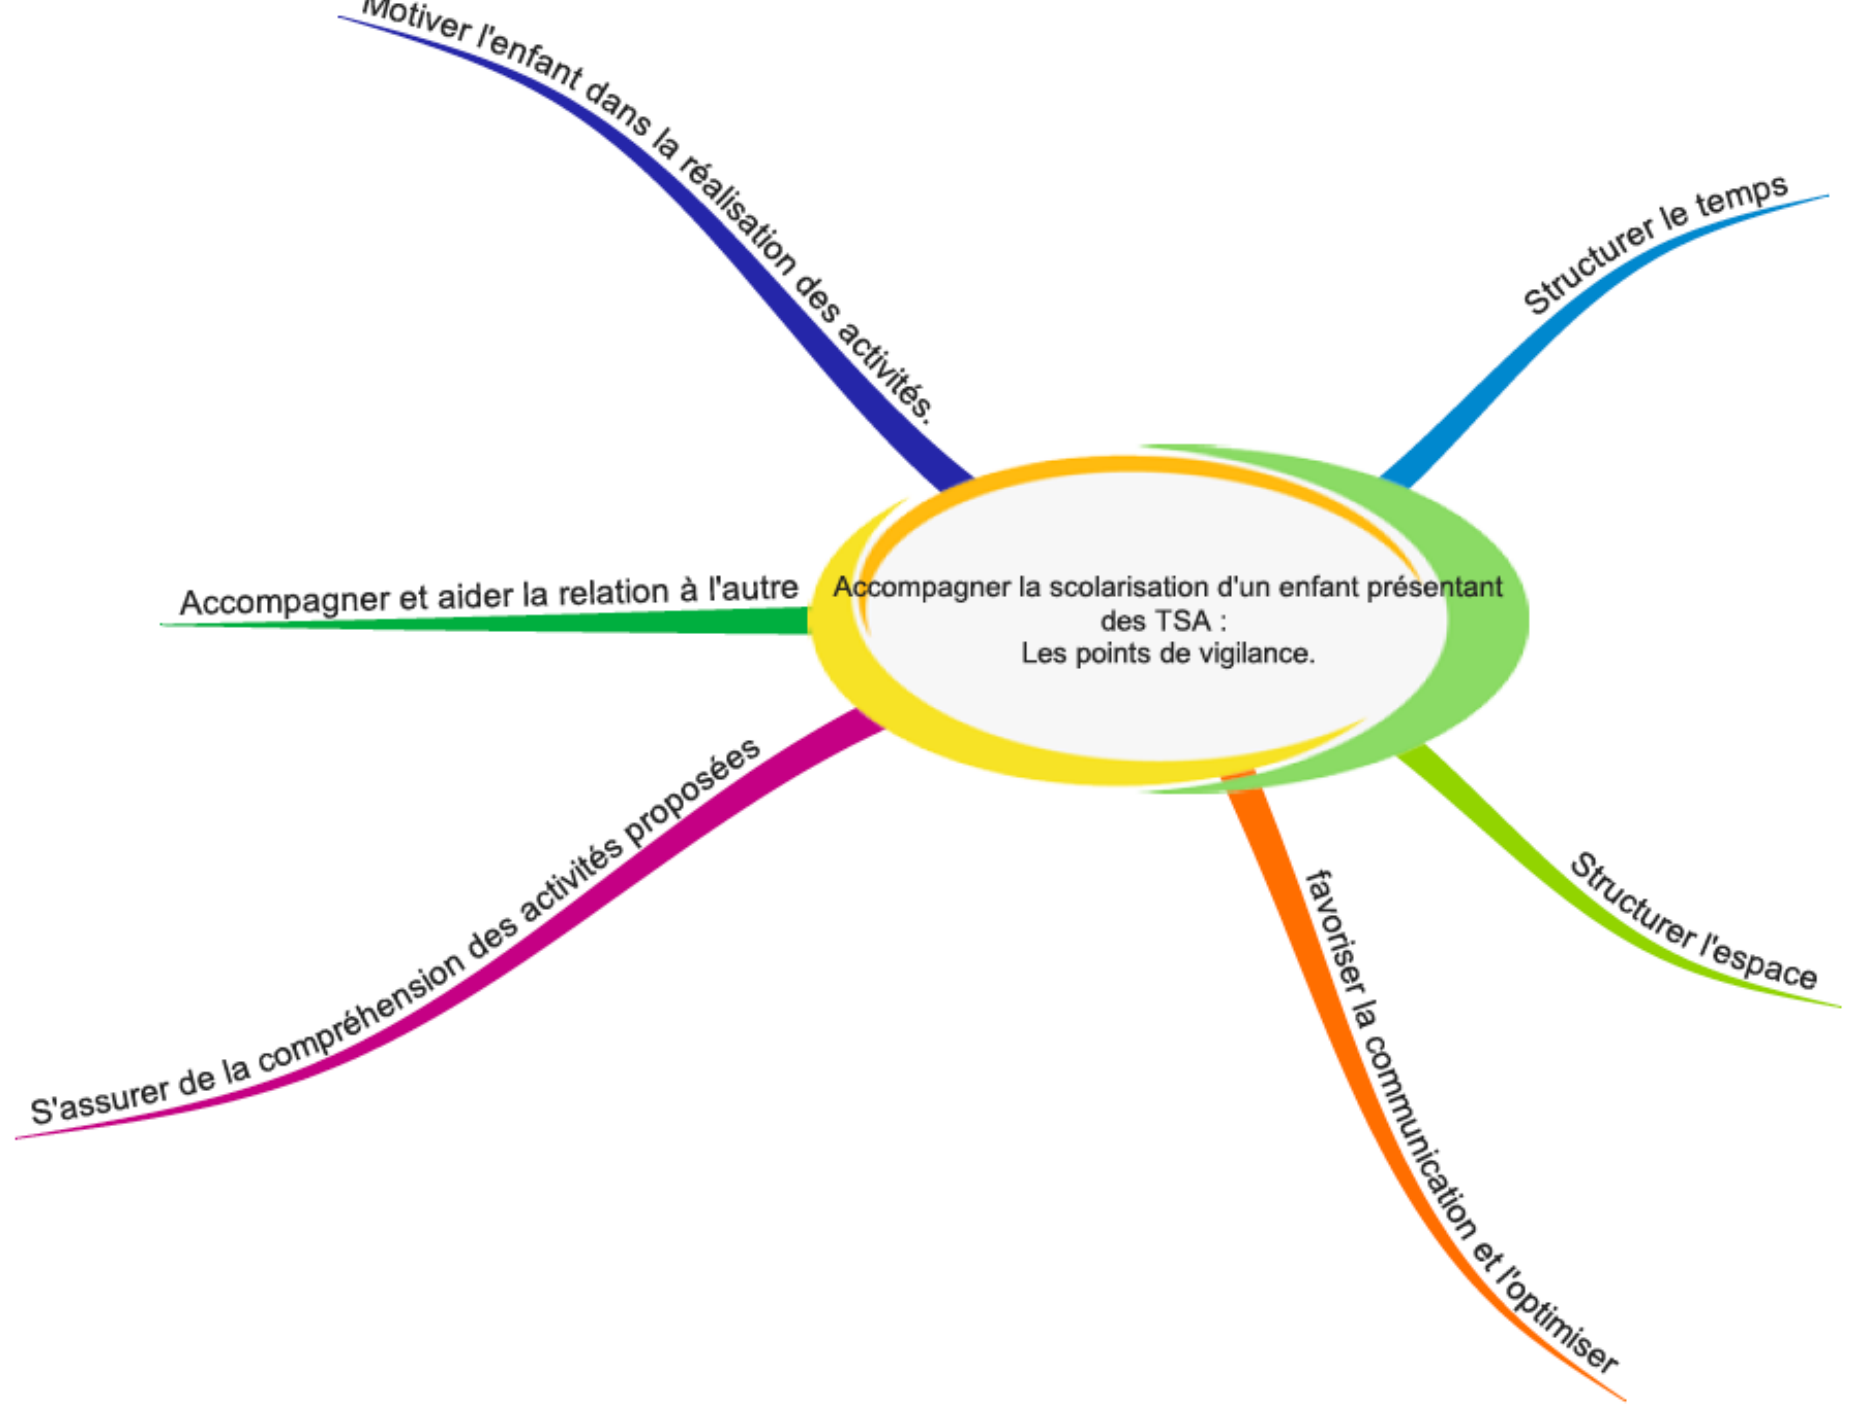 Motiver l'enfant dans la réalisation des activités.
Structurer le temps
Accompagner et aider la relation à l'autre
Accompagner la scolarisation d'un enfant présentant
des TSA :
Les points de vigilance.
S'assurer de la compréhension des activités proposées
Structurer l'espace
favoriser la communication et l'optimiser